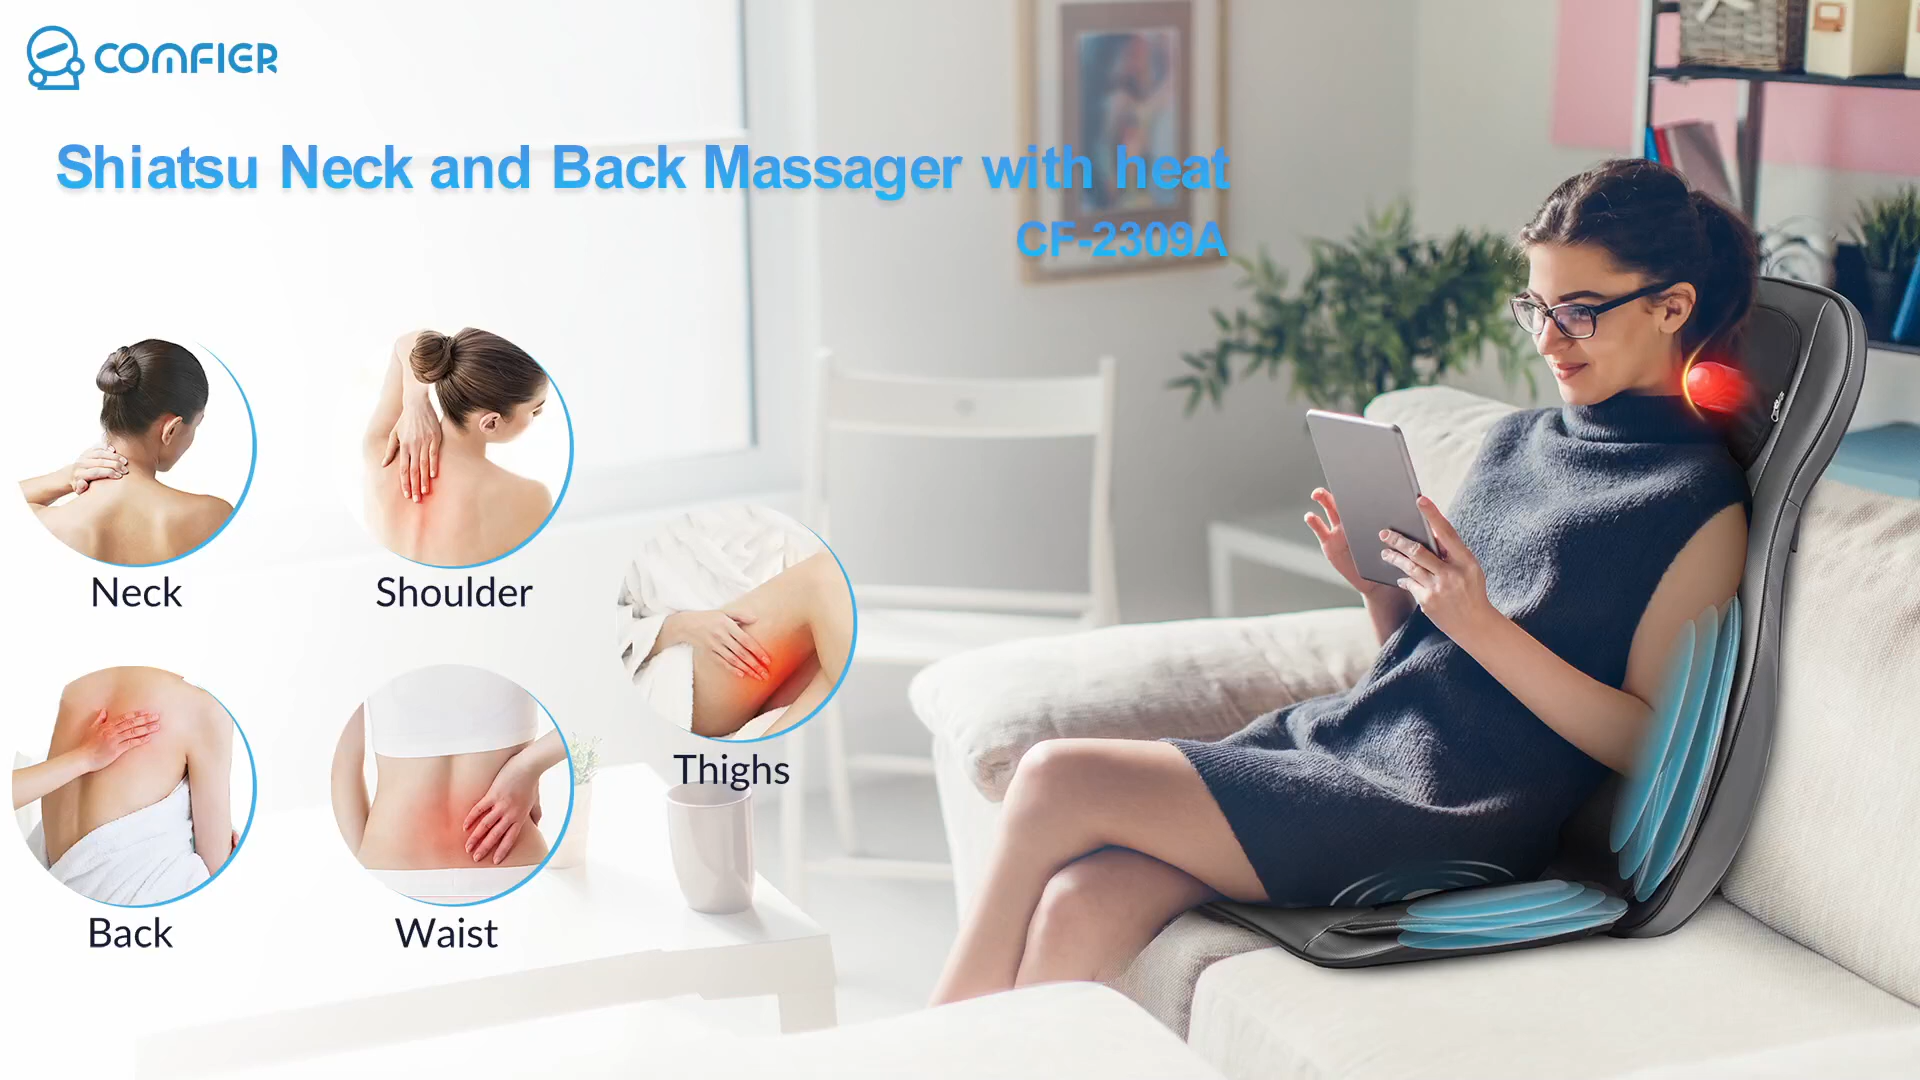 COMFIER
Shiatsu Neck and Back Massager with heat
CF-2309A
Neck
Shoulder
Thighs
Back
Waist